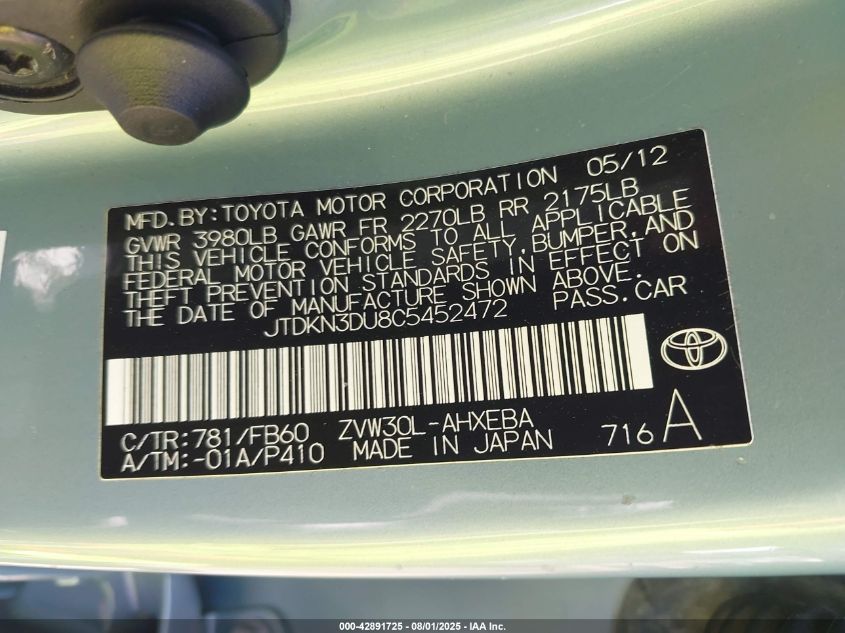 MFD. BY: TOYOTA MOTOR CORPORATION 05/12
GVWR 3980LB GAWR FR 2270LB RR 2175LB
THIS VEHICLE CONFORMS TO ALL APPLICABLE
FEDERAL MOTOR VEHICLE SAFETY, BUMPER, AND
THEFT PREVENTION STANDARDS IN EFFECT ON
THE DATE OF MANUFACTURE SHOWN ABOVE.
JTDKN3DU8C5452472 PASS. CAR
C/TR: 781/FB60 ZVW30L-AHXEBA
A/TM: -01A/P410 MADE IN JAPAN 716 A
000-42891725 - 08/01/2025 - IAA Inc.